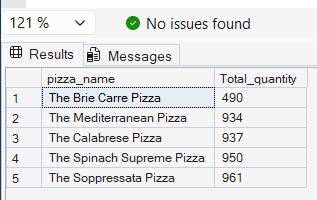 121 % No issues found
Results Messages
pizza_name Total_quantity
1 The Brie Carre Pizza 490
2 The Mediterranean Pizza 934
3 The Calabrese Pizza 937
4 The Spinach Supreme Pizza 950
5 The Soppressata Pizza 961